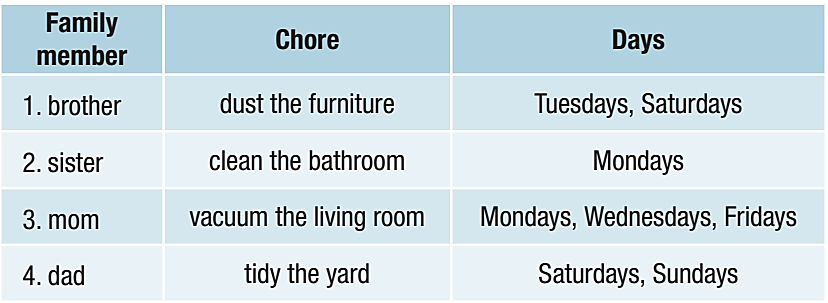 Family member
Chore
Days
1. brother
dust the furniture
Tuesdays, Saturdays
2. sister
clean the bathroom
Mondays
3. mom
vacuum the living room
Mondays, Wednesdays, Fridays
4. dad
tidy the yard
Saturdays, Sundays